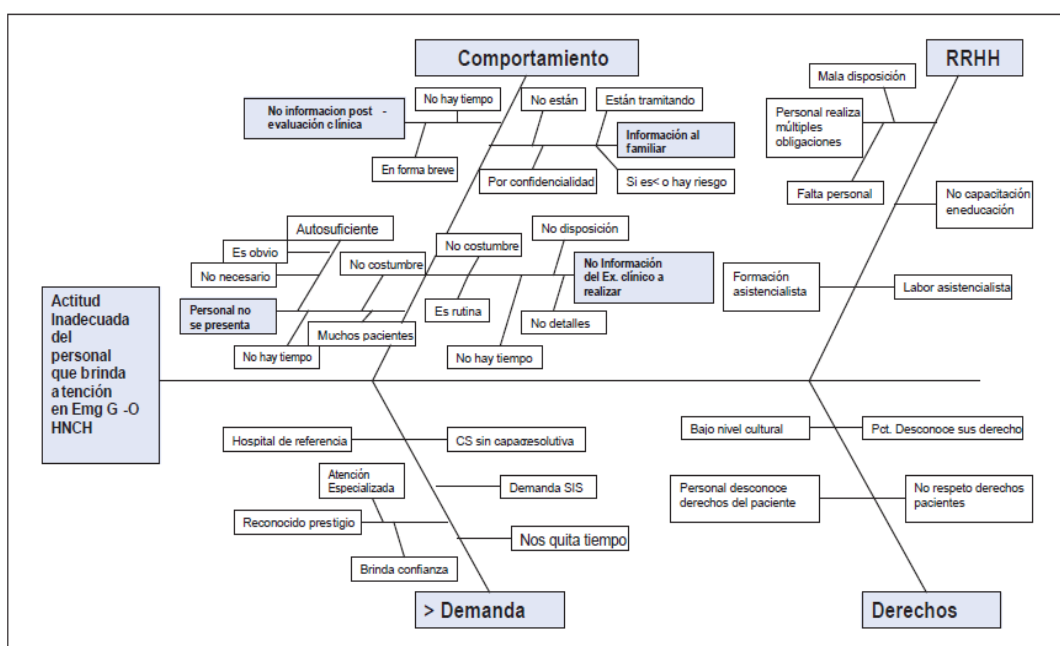 Comportamiento
RRHH
No informacion post -
evaluación clínica
No hay tiempo
En forma breve
No están
Están tramitando
Información al
familiar
Por confidencialidad
Si es< o hay riesgo
Mala disposición
Personal realiza
múltiples
obligaciones
Falta personal
No capacitación
eneducación
Autosuficiente
Es obvio
No necesario
No costumbre
Personal no
se presenta
No hay tiempo
Muchos pacientes
No costumbre
Es rutina
No disposición
No Información
del Ex. clínico a
realizar
No detalles
No hay tiempo
Formación
asistencialista
Labor asistencialista
Actitud
Inadecuada
del
personal
que brinda
atención
en Emg G -O
HNCH
Hospital de referencia
CS sin caparesolutiva
Atención
Especializada
Demanda SIS
Reconocido prestigio
Nos quita tiempo
Brinda confianza
Bajo nivel cultural
Pct. Desconoce sus derecho
Personal desconoce
derechos del paciente
No respeto derechos
pacientes
> Demanda
Derechos